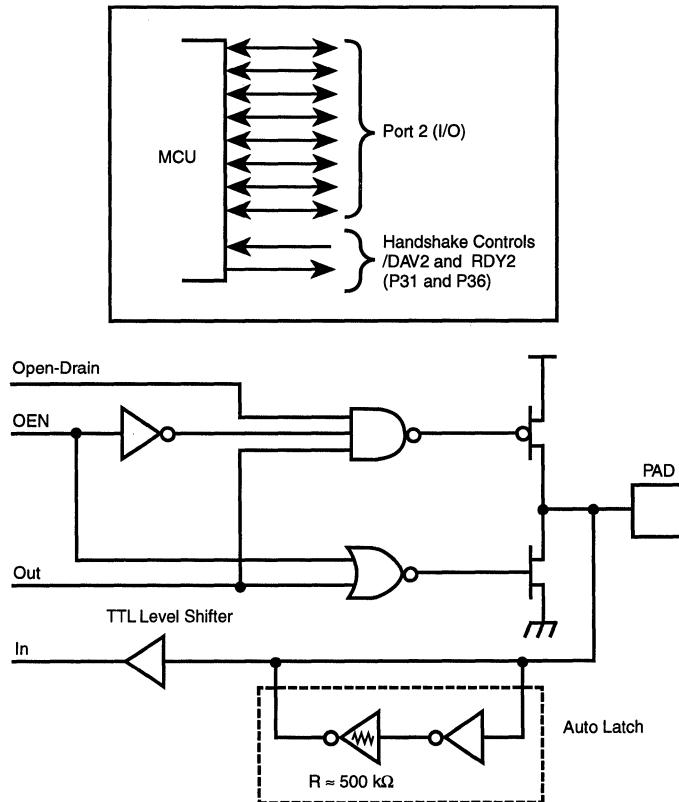 MCU
Port 2 (I/O)
Handshake Controls
/DAV2 and RDY2
(P31 and P36)
Open-Drain
OEN
PAD
Out
TTL Level Shifter
In
Auto Latch
R ≈ 500 kΩ